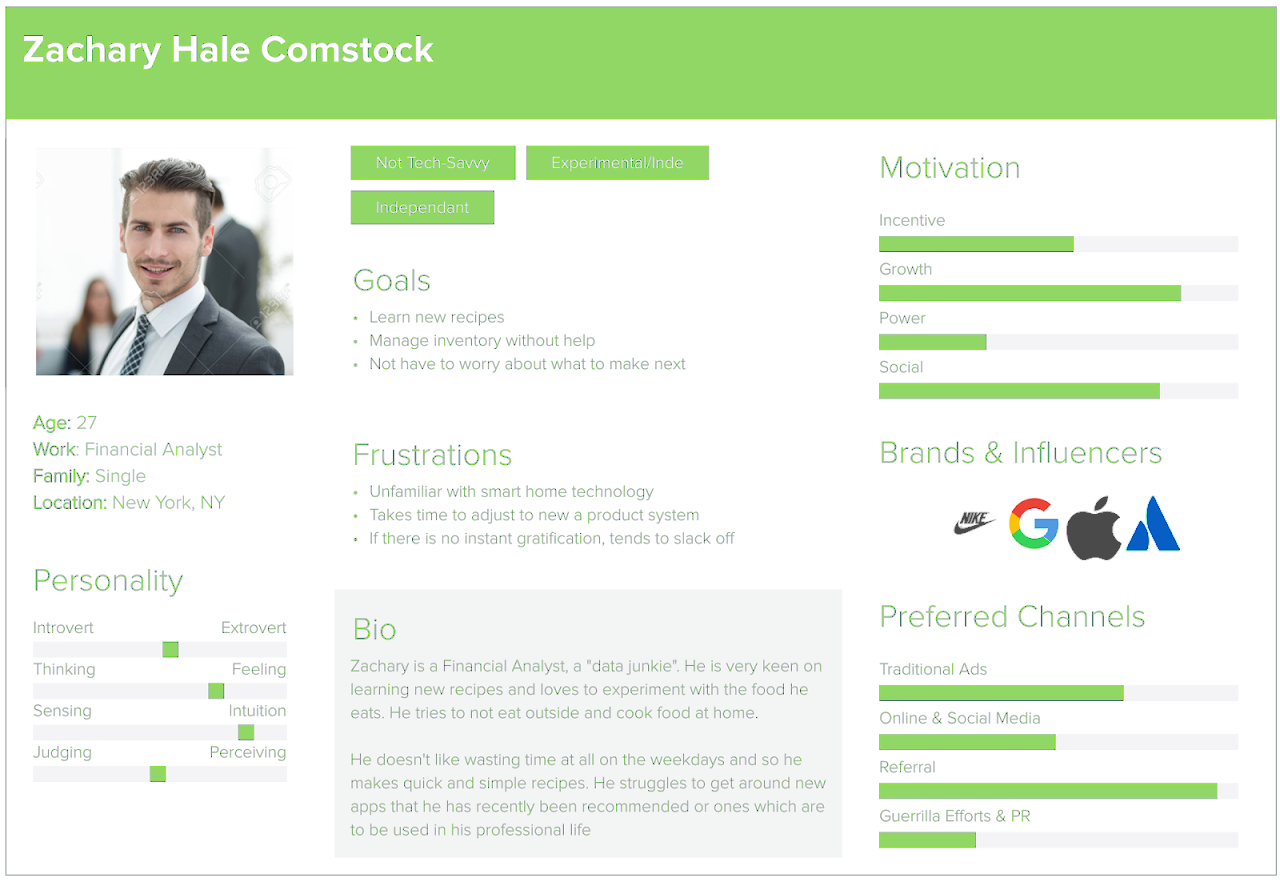 Zachary Hale Comstock
Age: 27
Work: Financial Analyst
Family: Single
Location: New York, NY
Personality
Introvert Extrovert
Thinking Feeling
Sensing Intuition
Judging Perceiving
Not Tech-Savvy Experimental/Inde
Independant
Goals
• Learn new recipes
• Manage inventory without help
• Not have to worry about what to make next
Frustrations
• Unfamiliar with smart home technology
• Takes time to adjust to new a product system
• If there is no instant gratification, tends to slack off
Bio
Zachary is a Financial Analyst, a "data junkie". He is very keen on
learning new recipes and loves to experiment with the food he
eats. He tries to not eat outside and cook food at home.
He doesn't like wasting time at all on the weekdays and so he
makes quick and simple recipes. He struggles to get around new
apps that he has recently been recommended or ones which are
to be used in his professional life
Motivation
Incentive
Growth
Power
Social
Brands & Influencers
NIKE
Preferred Channels
Traditional Ads
Online & Social Media
Referral
Guerrilla Efforts & PR